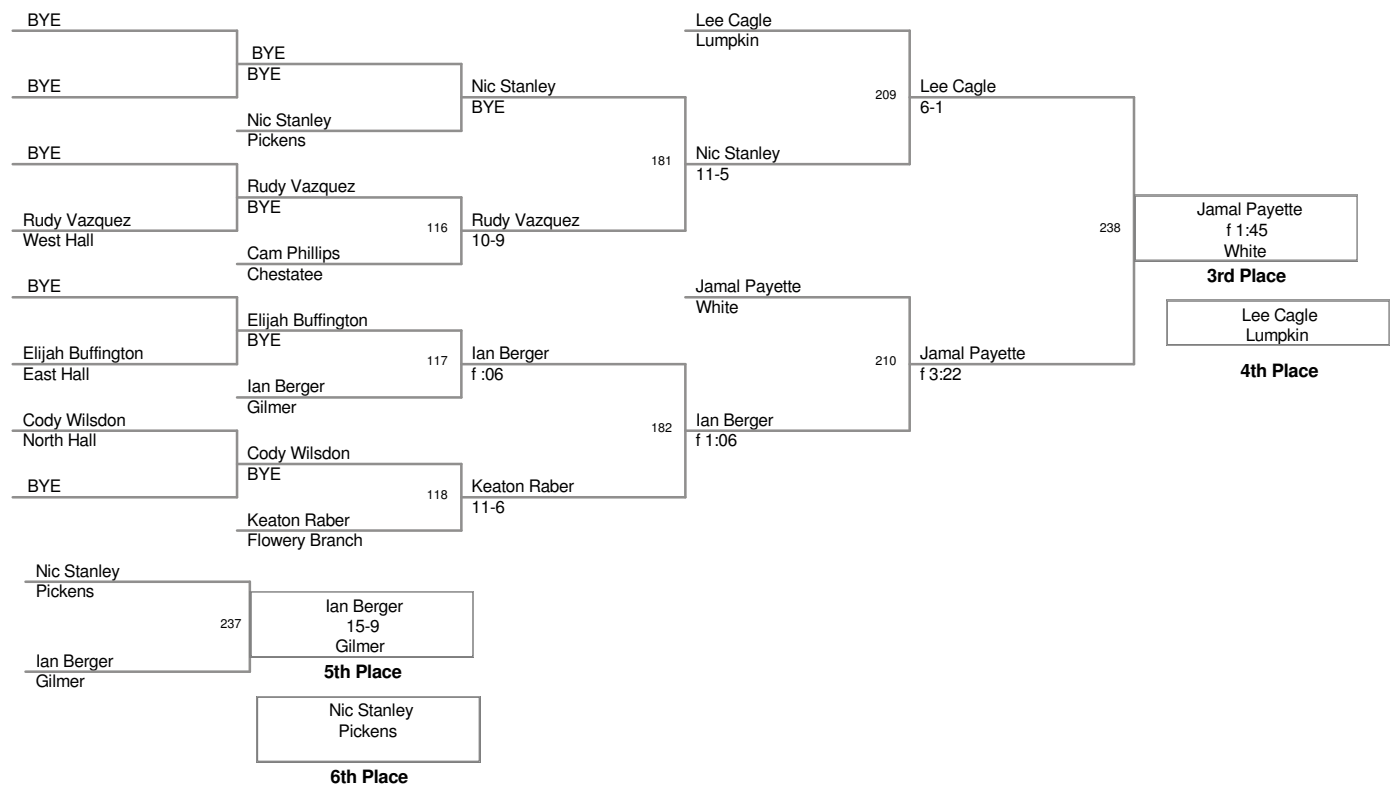 BYE
BYE
BYE
Rudy Vazquez
West Hall
BYE
Elijah Buffington
East Hall
Cody Wilsdon
North Hall
BYE
BYE
BYE
Nic Stanley
Pickens
Rudy Vazquez
BYE
Cam Phillips
Chestatee
Elijah Buffington
BYE
Ian Berger
Gilmer
Cody Wilsdon
BYE
Keaton Raber
Flowery Branch
116
117
118
Nic Stanley
BYE
Rudy Vazquez
10-9
Ian Berger
f :06
Keaton Raber
11-6
181
182
Lee Cagle
Lumpkin
Nic Stanley
11-5
Jamal Payette
White
Ian Berger
f 1:06
209
210
Lee Cagle
6-1
Jamal Payette
f 3:22
238
Jamal Payette
f 1:45
White
3rd Place
Lee Cagle
Lumpkin
4th Place
Nic Stanley
Pickens
Ian Berger
Gilmer
237
Ian Berger
15-9
Gilmer
5th Place
Nic Stanley
Pickens
6th Place